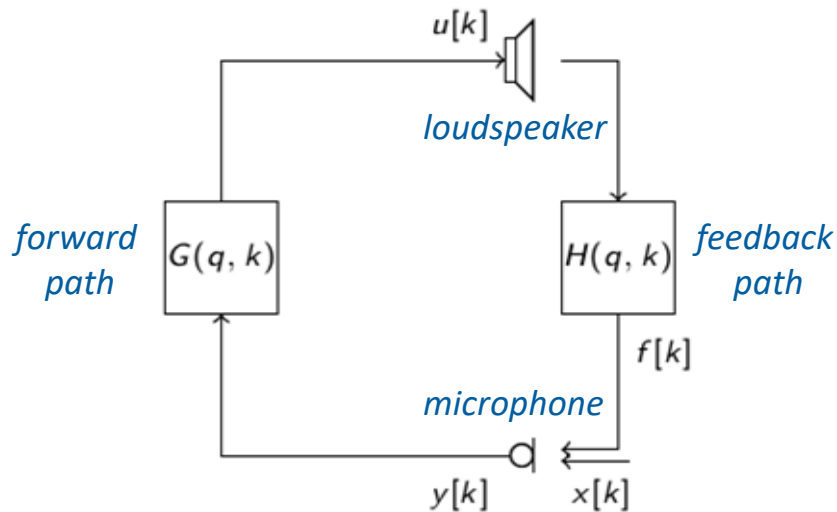 u[k]
loudspeaker
forward
path
G(q, k)
H(q, k)
feedback
path
f[k]
microphone
y[k]
x[k]